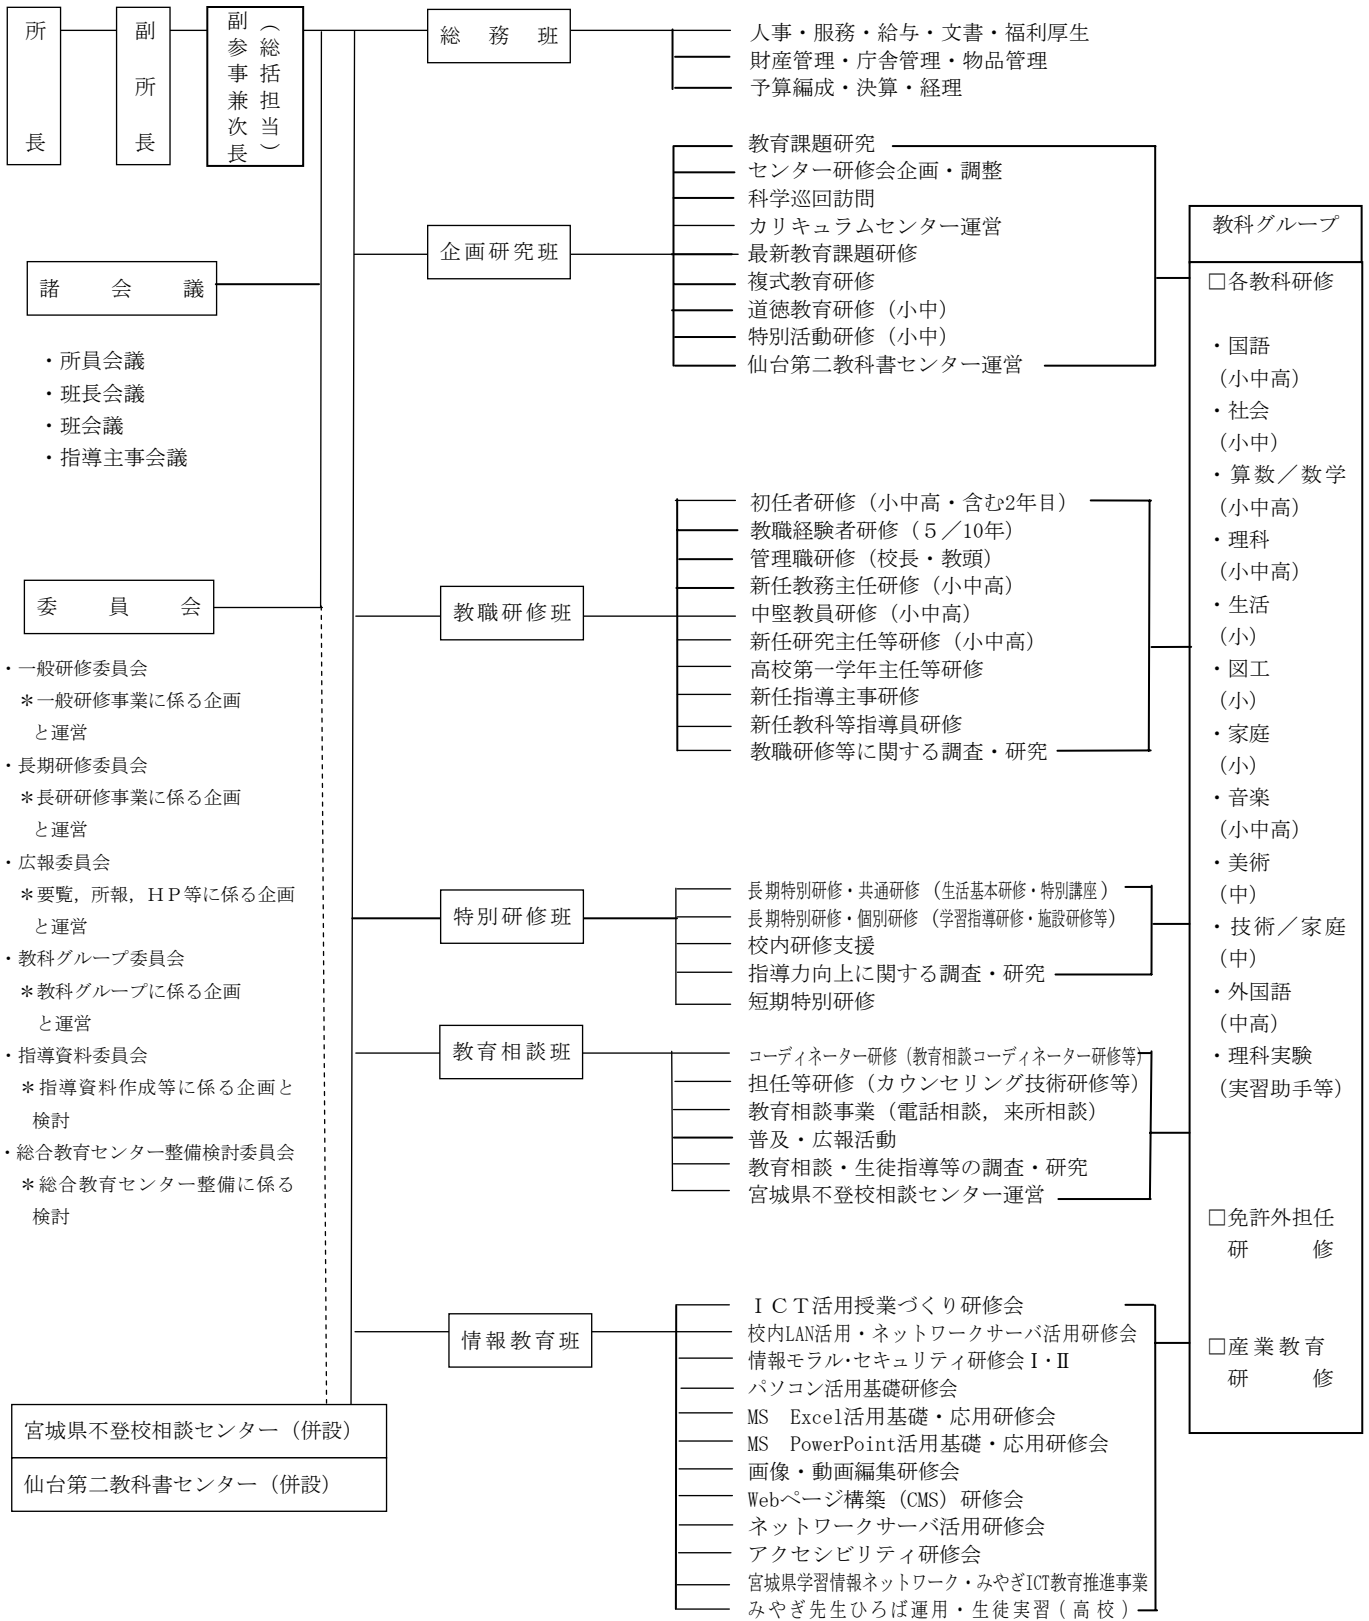 所長
副所長
副参事兼次長
（総括担当）
総務班
人事・服務・給与・文書・福利厚生
財産管理・庁舎管理・物品管理
予算編成・決算・経理
企画研究班
教育課題研究
センター研修会企画・調整
科学巡回訪問
カリキュラムセンター運営
最新教育課題研修
複式教育研修
道徳教育研修（小中）
特別活動研修（小中）
仙台第二教科書センター運営
諸会議
・所員会議
・班長会議
・班会議
・指導主事会議
教職研修班
初任者研修（小中高・含む2年目）
教職経験者研修（５／10年）
管理職研修（校長・教頭）
新任教務主任研修（小中高）
中堅教員研修（小中高）
新任研究主任等研修（小中高）
高校第一学年主任等研修
新任指導主事研修
新任教科等指導員研修
教職研修等に関する調査・研究
委員会
・一般研修委員会
＊一般研修事業に係る企画
と運営
・長期研修委員会
＊長研研修事業に係る企画
と運営
・広報委員会
＊要覧，所報，ＨＰ等に係る企画
と運営
・教科グループ委員会
＊教科グループに係る企画
と運営
・指導資料委員会
＊指導資料作成等に係る企画と
検討
・総合教育センター整備検討委員会
＊総合教育センター整備に係る
検討
特別研修班
長期特別研修・共通研修（生活基本研修・特別講座）
長期特別研修・個別研修（学習指導研修・施設研修等）
校内研修支援
指導力向上に関する調査・研究
短期特別研修
教育相談班
コーディネーター研修（教育相談コーディネーター研修等）
担任等研修（カウンセリング技術研修等）
教育相談事業（電話相談，来所相談）
普及・広報活動
教育相談・生徒指導等の調査・研究
宮城県不登校相談センター運営
情報教育班
ＩＣＴ活用授業づくり研修会
校内LAN活用・ネットワークサーバ活用研修会
情報モラル・セキュリティ研修会Ⅰ・Ⅱ
パソコン活用基礎研修会
MS　Excel活用基礎・応用研修会
MS　PowerPoint活用基礎・応用研修会
画像・動画編集研修会
Webページ構築（CMS）研修会
ネットワークサーバ活用研修会
アクセシビリティ研修会
宮城県学習情報ネットワーク・みやぎICT教育推進事業
みやぎ先生ひろば運用・生徒実習（高校）
宮城県不登校相談センター（併設）
仙台第二教科書センター（併設）
教科グループ
□各教科研修
・国語
（小中高）
・社会
（小中）
・算数／数学
（小中高）
・理科
（小中高）
・生活
（小）
・図工
（小）
・家庭
（小）
・音楽
（小中高）
・美術
（中）
・技術／家庭
（中）
・外国語
（中高）
・理科実験
（実習助手等）
□免許外担任
研修
□産業教育
研修